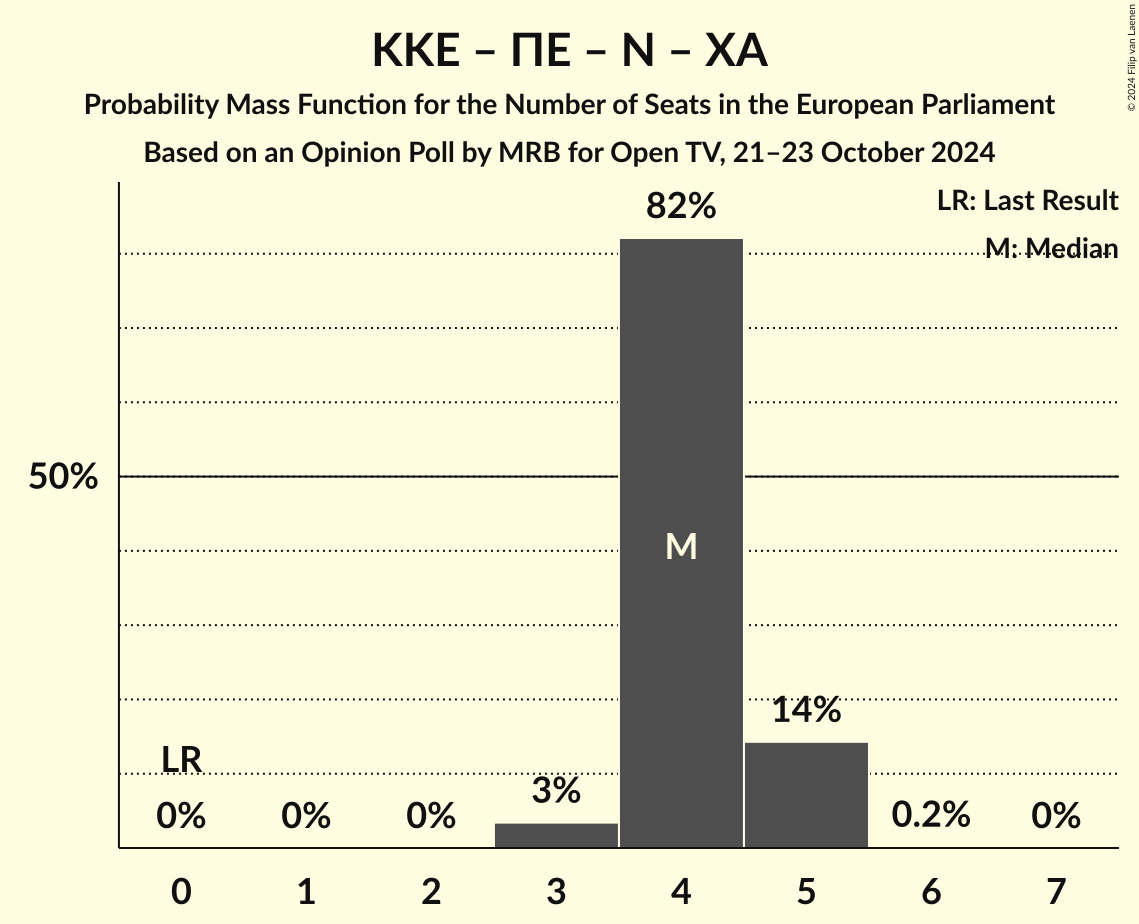 ΚΚΕ – ΠΕ – Ν – ΧΑ
Probability Mass Function for the Number of Seats in the European Parliament
Based on an Opinion Poll by MRB for Open TV, 21–23 October 2024
© 2024 Filip van Laenen
LR: Last Result
M: Median
82%
50%
M
14%
LR
3%
0%
0%
0%
0.2%
0%
0
1
2
3
4
5
6
7